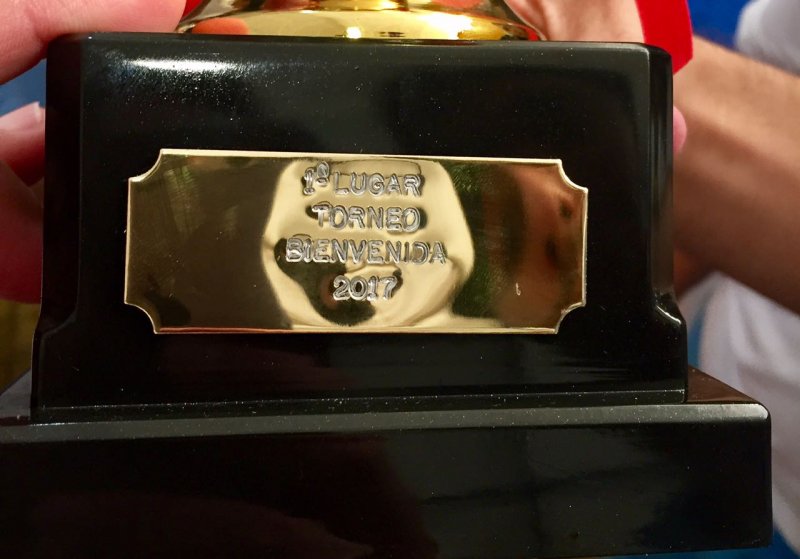 1º LUGAR
TORNEO
BIENVENIDA
2017